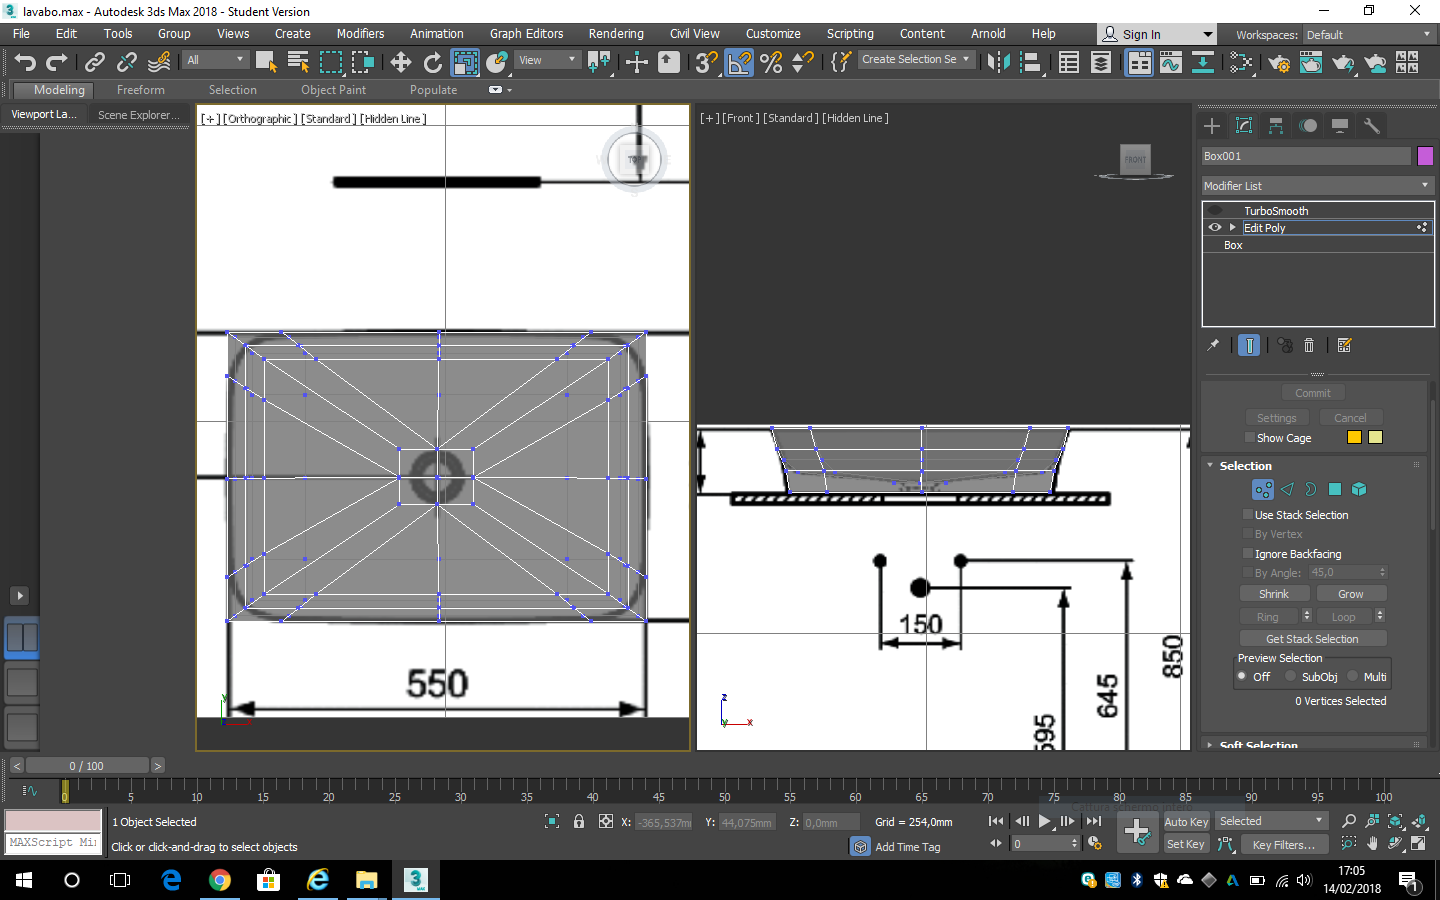 lavabo.max - Autodesk 3ds Max 2018 - Student Version
File Edit Tools Group Views Create Modifiers Animation Graph Editors Rendering Civil View Customize Scripting Content Arnold Help Sign In Workspaces: Default
All View Create Selection Se
Modeling Freeform Selection Object Paint Populate
Viewport La... Scene Explorer...
[+] [Orthographic ] [Standard ] [Hidden Line ]
TOP
[+] [Front ] [Standard ] [Hidden Line ]
FRONT
Box001
Modifier List
TurboSmooth
Edit Poly
Box
Commit
Settings Cancel
Show Cage
Selection
Use Stack Selection
By Vertex
Ignore Backfacing
By Angle: 45,0
Shrink Grow
Ring Loop
Get Stack Selection
Preview Selection
Off SubObj Multi
0 Vertices Selected
Soft Selection
550
150
595
645
850
y
z
y x
< 0 / 100 >
0 5 10 15 20 25 30 35 40 45 50 55 60 65 70 75 80 85 90 95 100
1 Object Selected
X: -365,537m Y: 44,075mm Z: 0,0mm Grid = 254,0mm
Auto Key Selected
MAXScript Mi
Click or click-and-drag to select objects
Add Time Tag
0
Set Key Key Filters...
Cattura schermo intero
17:05
14/02/2018
1